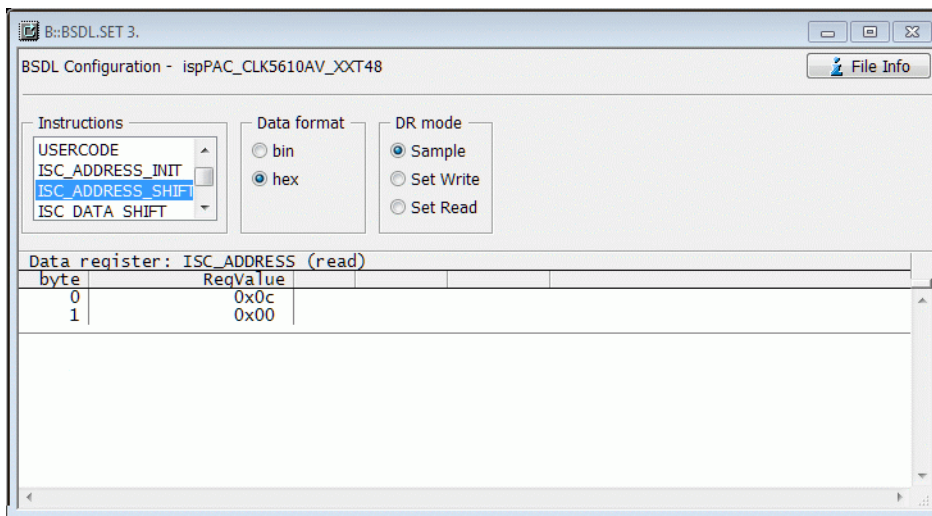 B::BSDL.SET 3.
BSDL Configuration - ispPAC_CLK5610AV_XXT48
File Info
Instructions
USERCODE
ISC_ADDRESS_INIT
ISC_ADDRESS_SHIFT
ISC_DATA_SHIFT
Data format
bin
hex
DR mode
Sample
Set Write
Set Read
Data register: ISC_ADDRESS (read)
byte RegValue
0 0x0c
1 0x00